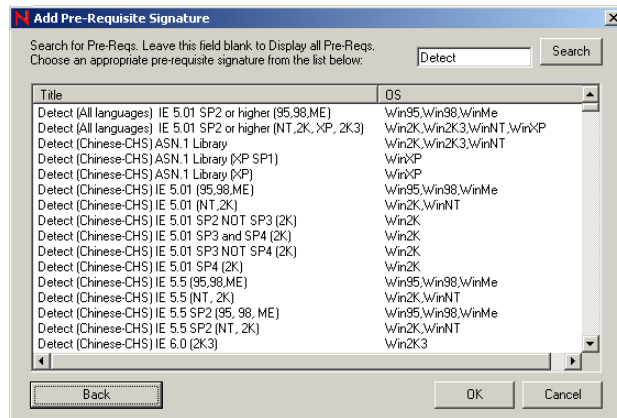 Add Pre-Requisite Signature
Search for Pre-Reqs. Leave this field blank to Display all Pre-Reqs.
Choose an appropriate pre-requisite signature from the list below:
Detect
Search
Title OS
Detect (All languages) IE 5.01 SP2 or higher (95,98,ME) Win95,Win98,WinMe
Detect (All languages) IE 5.01 SP2 or higher (NT,2K, XP, 2K3) Win2K,Win2K3,WinNT,WinXP
Detect (Chinese-CHS) ASN.1 Library Win2K,Win2K3,WinNT
Detect (Chinese-CHS) ASN.1 Library (XP SP1) WinXP
Detect (Chinese-CHS) ASN.1 Library (XP) WinXP
Detect (Chinese-CHS) IE 5.01 (95,98,ME) Win95,Win98,WinMe
Detect (Chinese-CHS) IE 5.01 (NT,2K) Win2K,WinNT
Detect (Chinese-CHS) IE 5.01 SP2 NOT SP3 (2K) Win2K
Detect (Chinese-CHS) IE 5.01 SP3 and SP4 (2K) Win2K
Detect (Chinese-CHS) IE 5.01 SP3 NOT SP4 (2K) Win2K
Detect (Chinese-CHS) IE 5.01 SP4 (2K) Win2K
Detect (Chinese-CHS) IE 5.5 (95,98,ME) Win95,Win98,WinMe
Detect (Chinese-CHS) IE 5.5 (NT, 2K) Win2K,WinNT
Detect (Chinese-CHS) IE 5.5 SP2 (95, 98, ME) Win95,Win98,WinMe
Detect (Chinese-CHS) IE 5.5 SP2 (NT, 2K) Win2K,WinNT
Detect (Chinese-CHS) IE 6.0 (2K3) Win2K3
Back OK Cancel